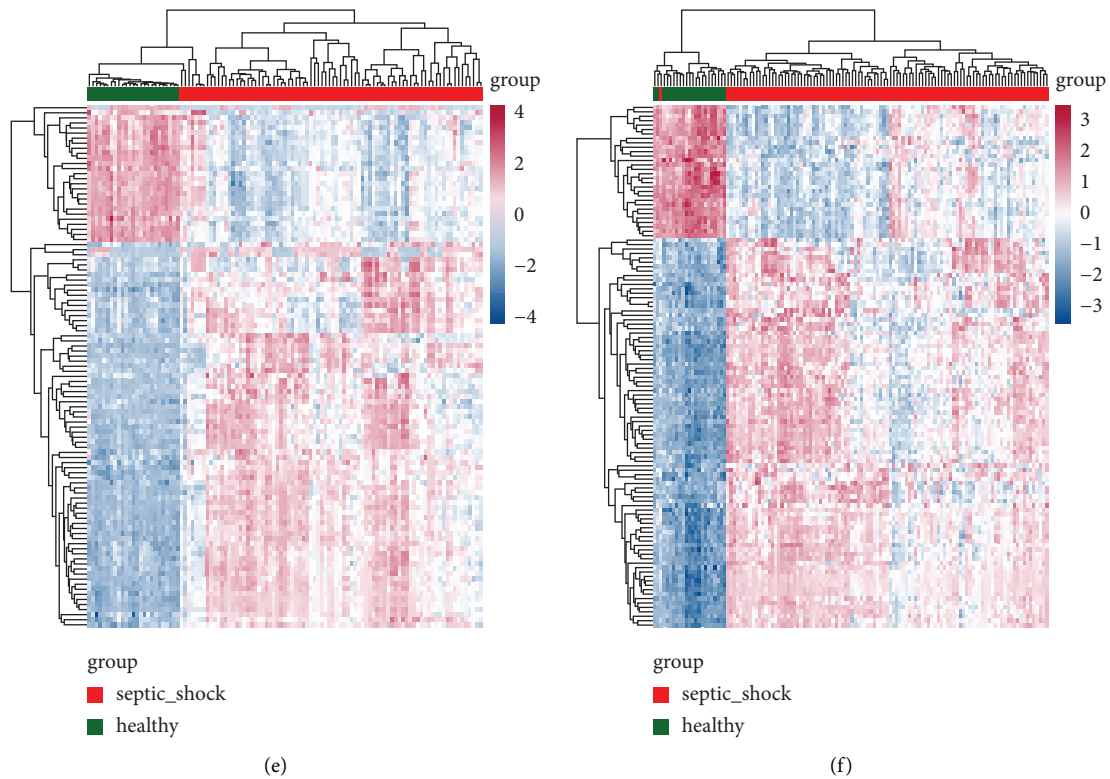 group
4
2
0
−2
−4
group
septic_shock
healthy
(e)
group
3
2
1
0
−1
−2
−3
group
septic_shock
healthy
(f)